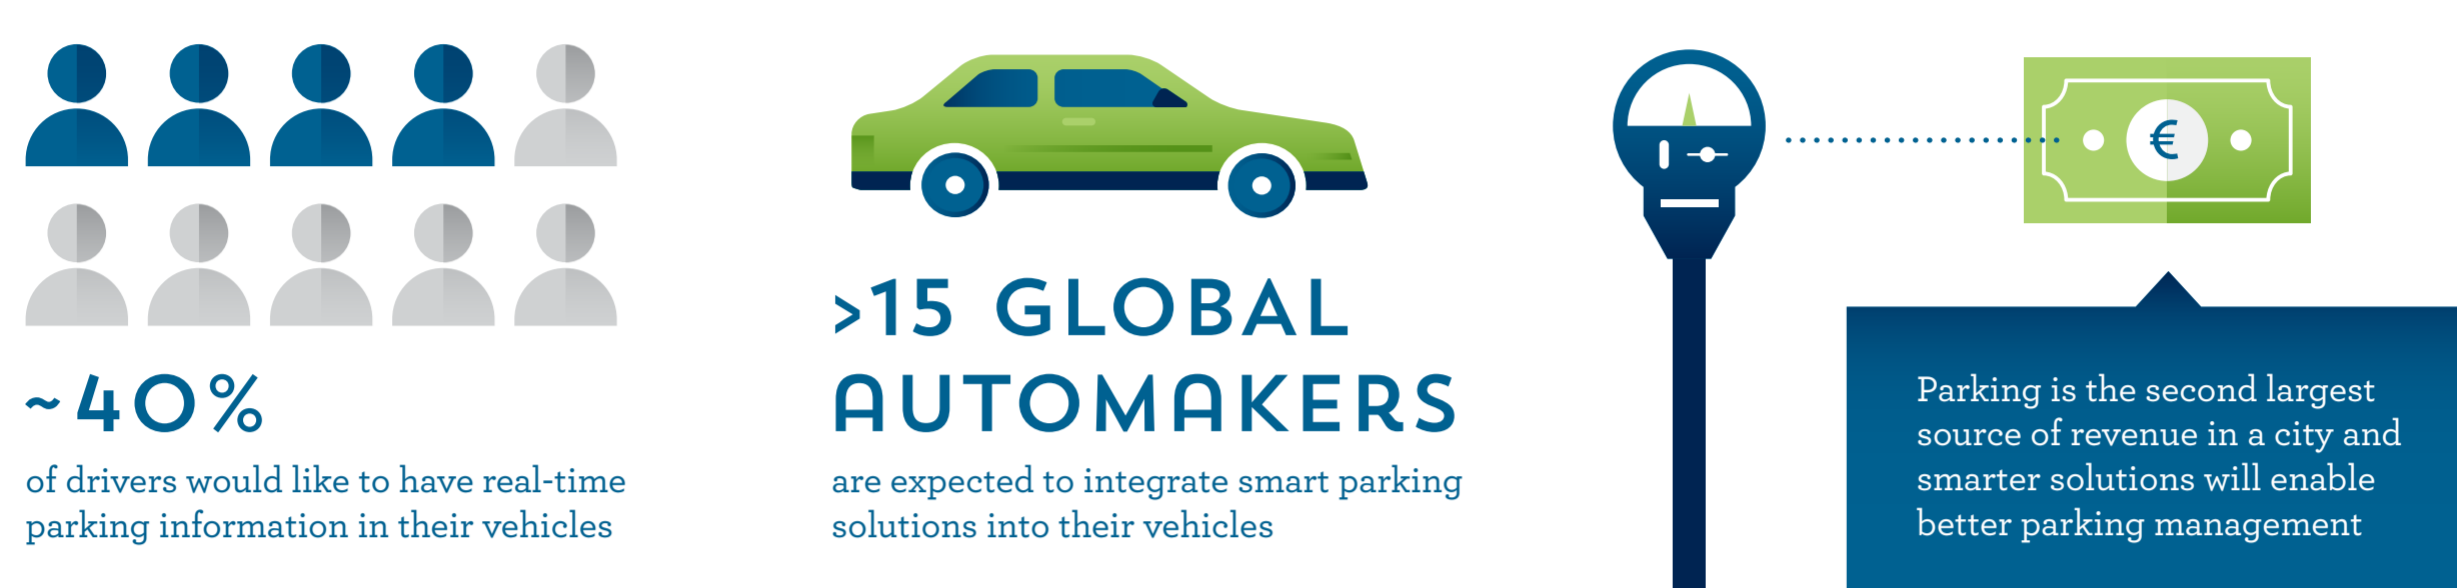 ~40%
of drivers would like to have real-time
parking information in their vehicles
>15 GLOBAL
AUTOMAKERS
are expected to integrate smart parking
solutions into their vehicles
€
Parking is the second largest
source of revenue in a city and
smarter solutions will enable
better parking management